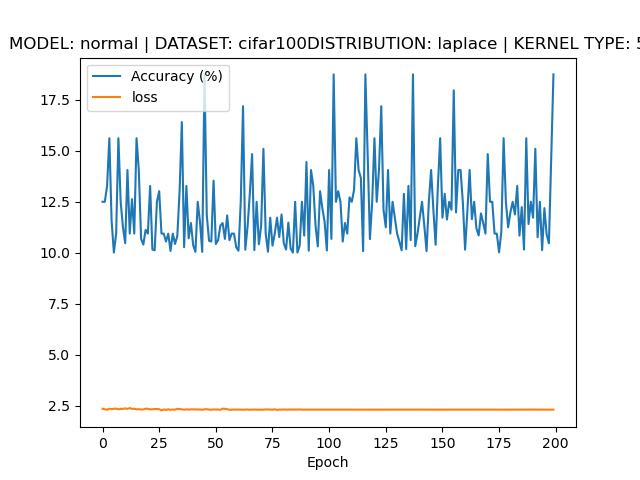 MODEL: normal | DATASET: cifar100DISTRIBUTION: laplace | KERNEL TYPE:
Accuracy (%)
loss
17.5
15.0
12.5
10.0
7.5
5.0
2.5
0 25 50 75 100 125 150 175 200
Epoch